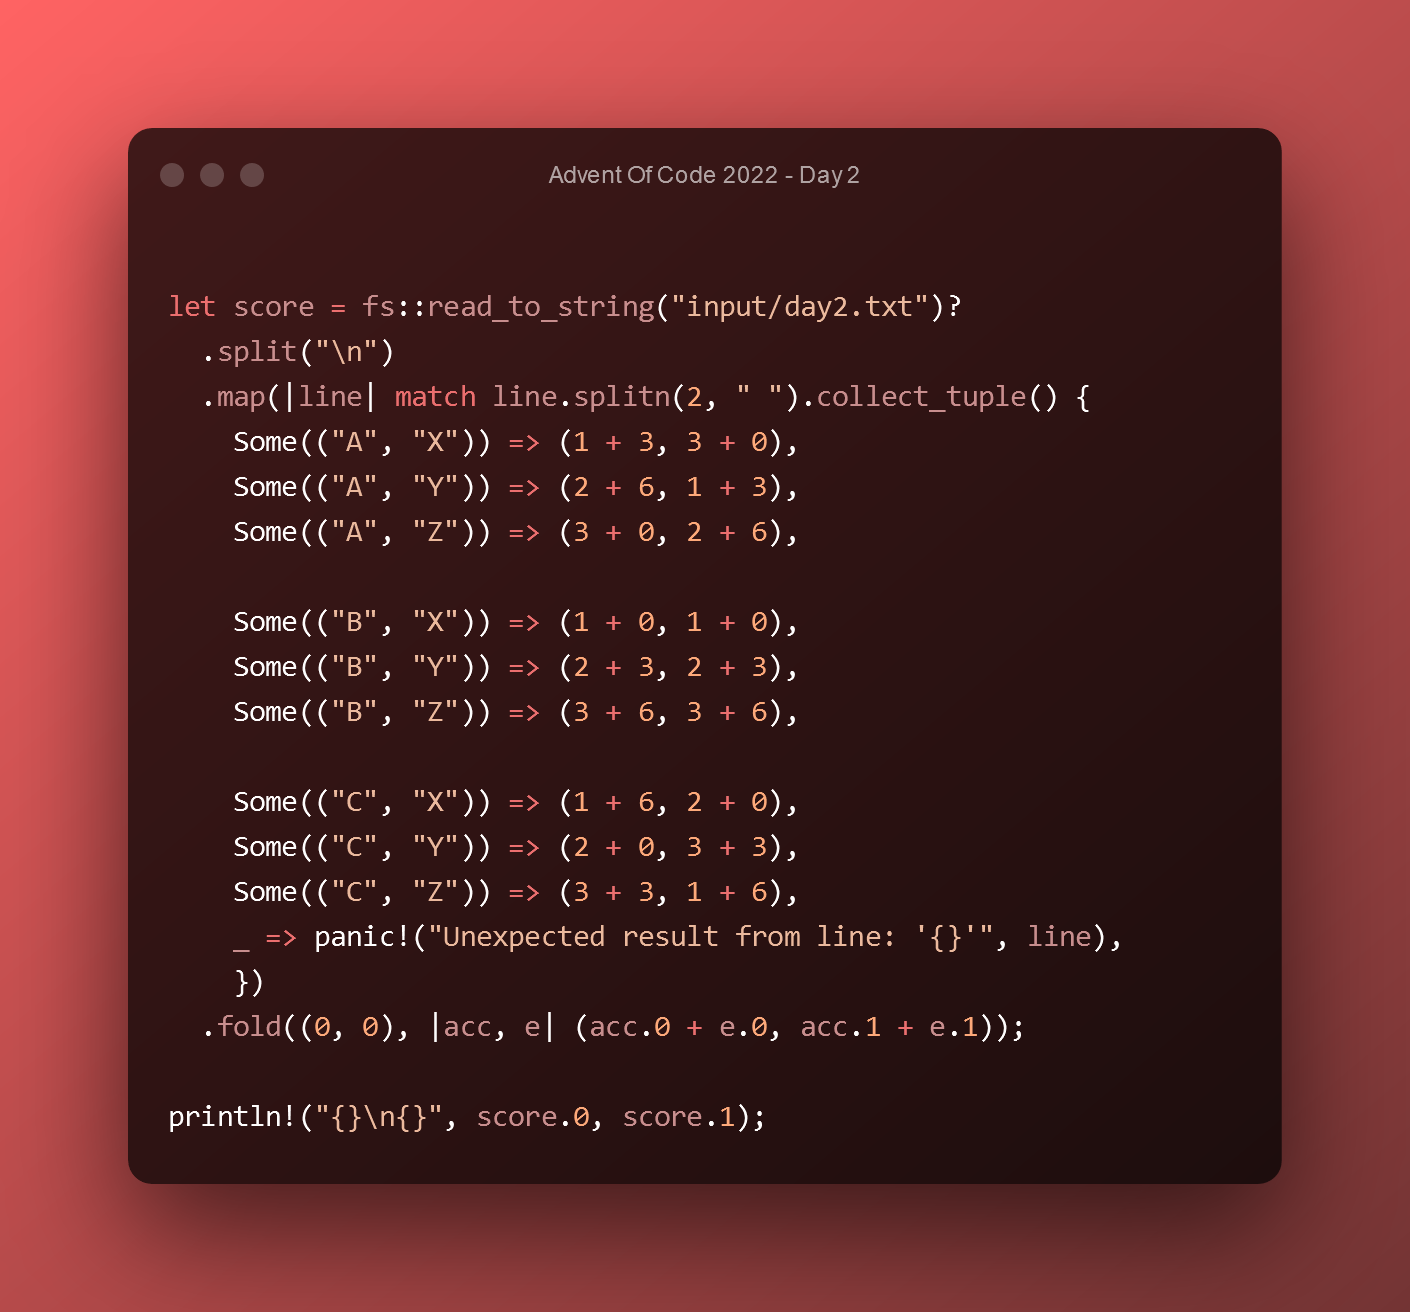 Advent Of Code 2022 - Day 2
let score = fs::read_to_string("input/day2.txt")?
  .split("\n")
  .map(|line| match line.splitn(2, " ").collect_tuple() {
    Some(("A", "X")) => (1 + 3, 3 + 0),
    Some(("A", "Y")) => (2 + 6, 1 + 3),
    Some(("A", "Z")) => (3 + 0, 2 + 6),

    Some(("B", "X")) => (1 + 0, 1 + 0),
    Some(("B", "Y")) => (2 + 3, 2 + 3),
    Some(("B", "Z")) => (3 + 6, 3 + 6),

    Some(("C", "X")) => (1 + 6, 2 + 0),
    Some(("C", "Y")) => (2 + 0, 3 + 3),
    Some(("C", "Z")) => (3 + 3, 1 + 6),
    _ => panic!("Unexpected result from line: '{}'", line),
    })
  .fold((0, 0), |acc, e| (acc.0 + e.0, acc.1 + e.1));

println!("{}\n{}", score.0, score.1);